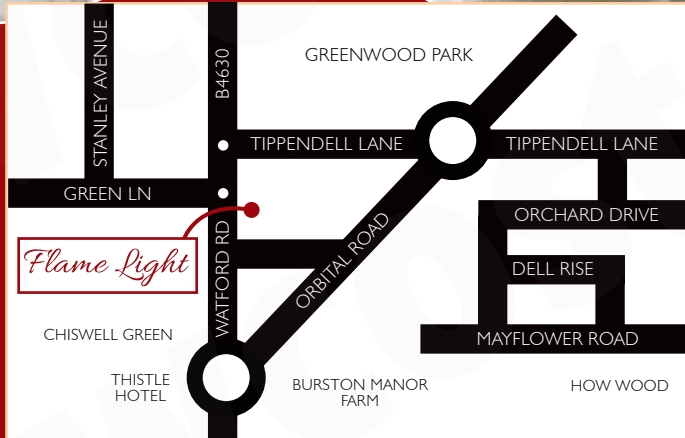 STANLEY AVENUE
B4630
GREENWOOD PARK
TIPPENDELL LANE
TIPPENDELL LANE
GREEN LN
ORCHARD DRIVE
Flame Light
WATFORD RD
ORBITAL ROAD
DELL RISE
CHISWELL GREEN
MAYFLOWER ROAD
THISTLE
HOTEL
BURSTON MANOR
FARM
HOW WOOD